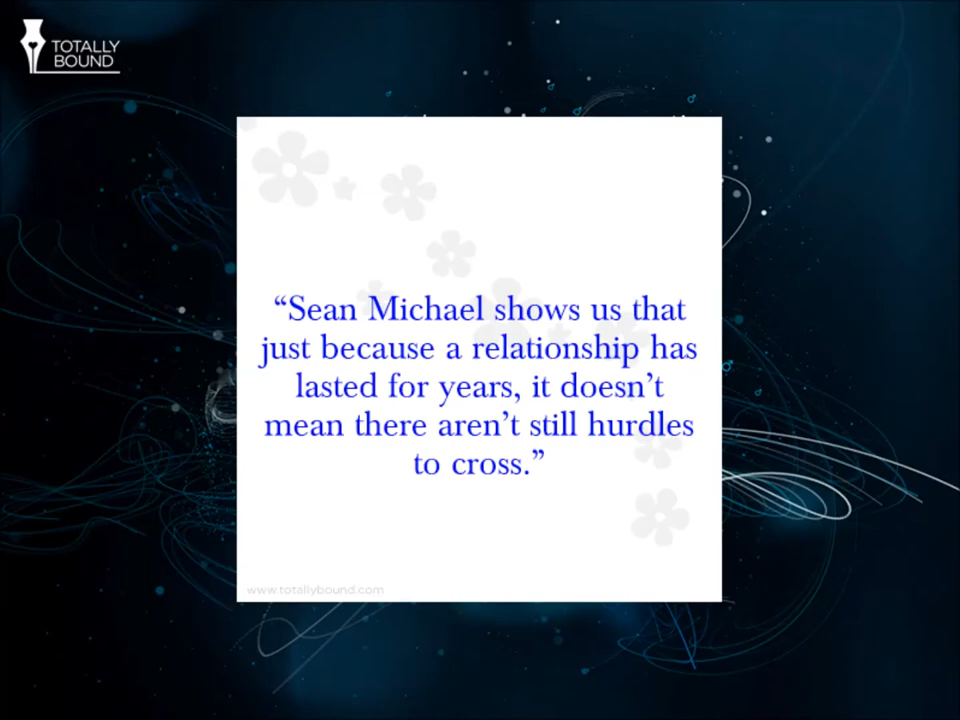 TOTALLY
BOUND
“Sean Michael shows us that
just because a relationship has
lasted for years, it doesn’t
mean there aren’t still hurdles
to cross.”
www.totallybound.com